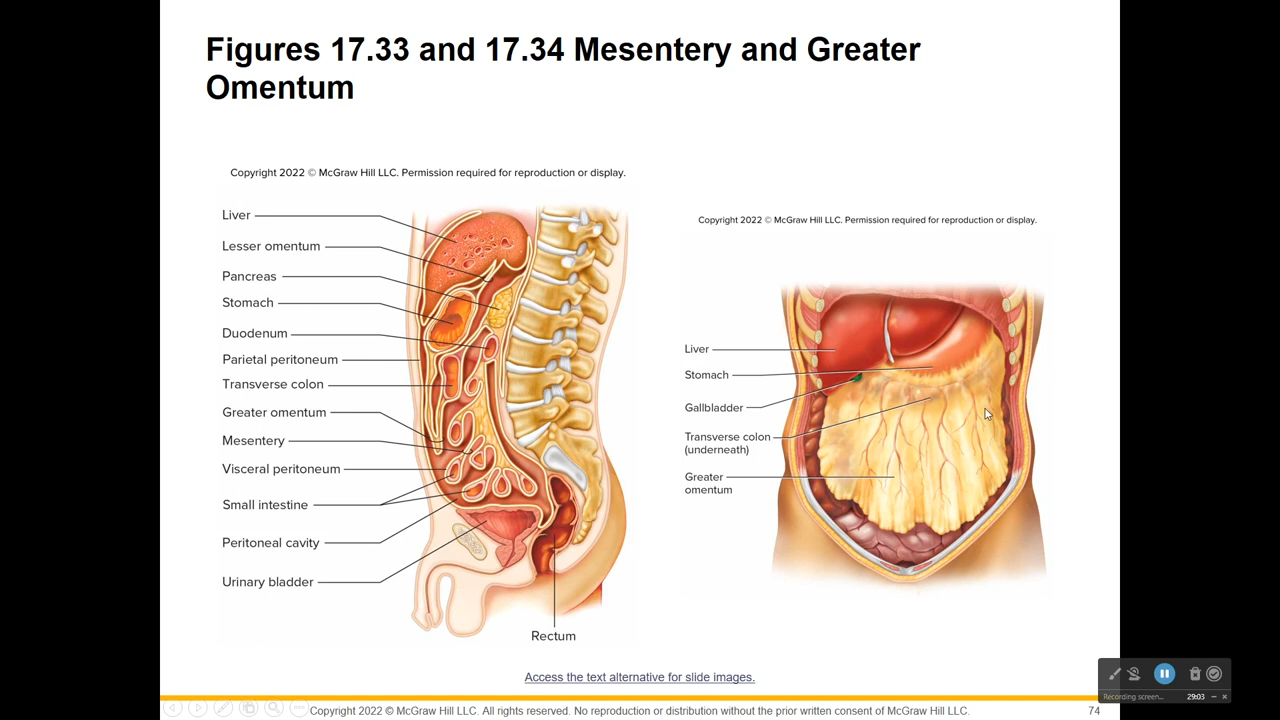 Figures 17.33 and 17.34 Mesentery and Greater
Omentum
Copyright 2022 © McGraw Hill LLC. Permission required for reproduction or display.
Liver
Lesser omentum
Pancreas
Stomach
Duodenum
Parietal peritoneum
Transverse colon
Greater omentum
Mesentery
Visceral peritoneum
Small intestine
Peritoneal cavity
Urinary bladder
Rectum
Copyright 2022 © McGraw Hill LLC. Permission required for reproduction or display.
Liver
Stomach
Gallbladder
Transverse colon
(underneath)
Greater
omentum
Access the text alternative for slide images.
Recording screen...
29:03
Copyright 2022 © McGraw Hill LLC. All rights reserved. No reproduction or distribution without the prior written consent of McGraw Hill LLC.
74